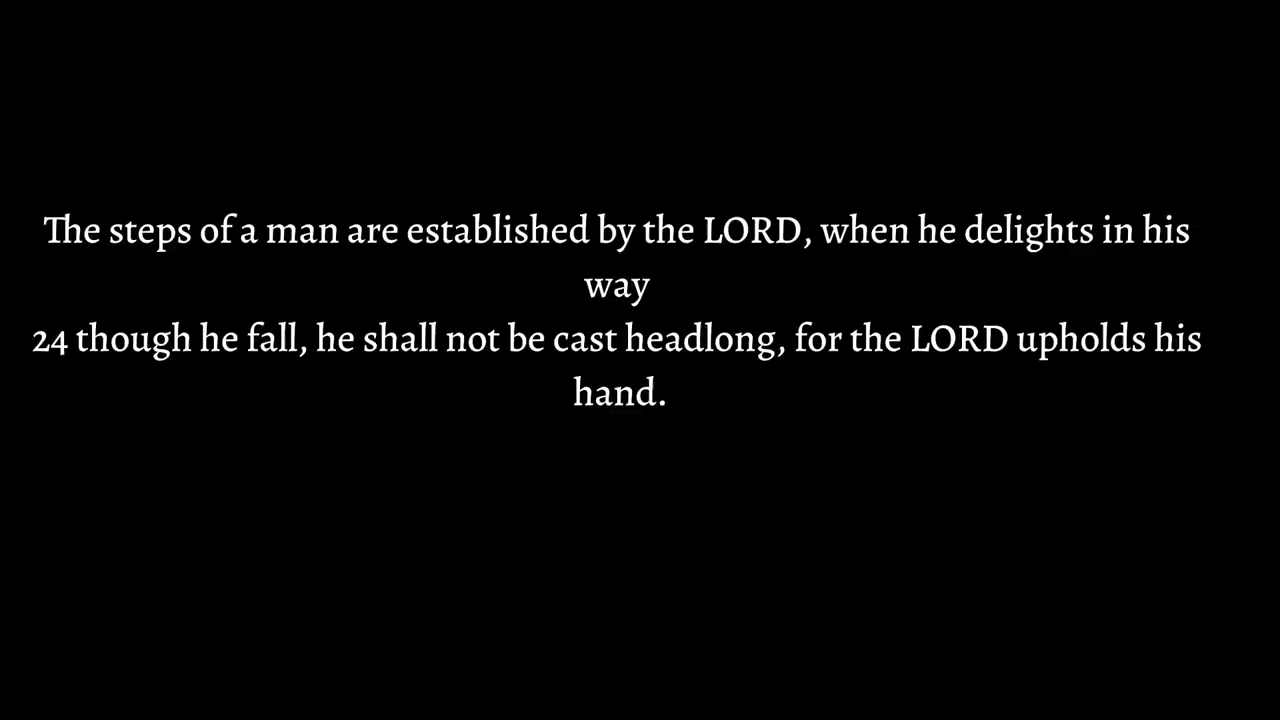 The steps of a man are established by the LORD, when he delights in his
way
24 though he fall, he shall not be cast headlong, for the LORD upholds his
hand.